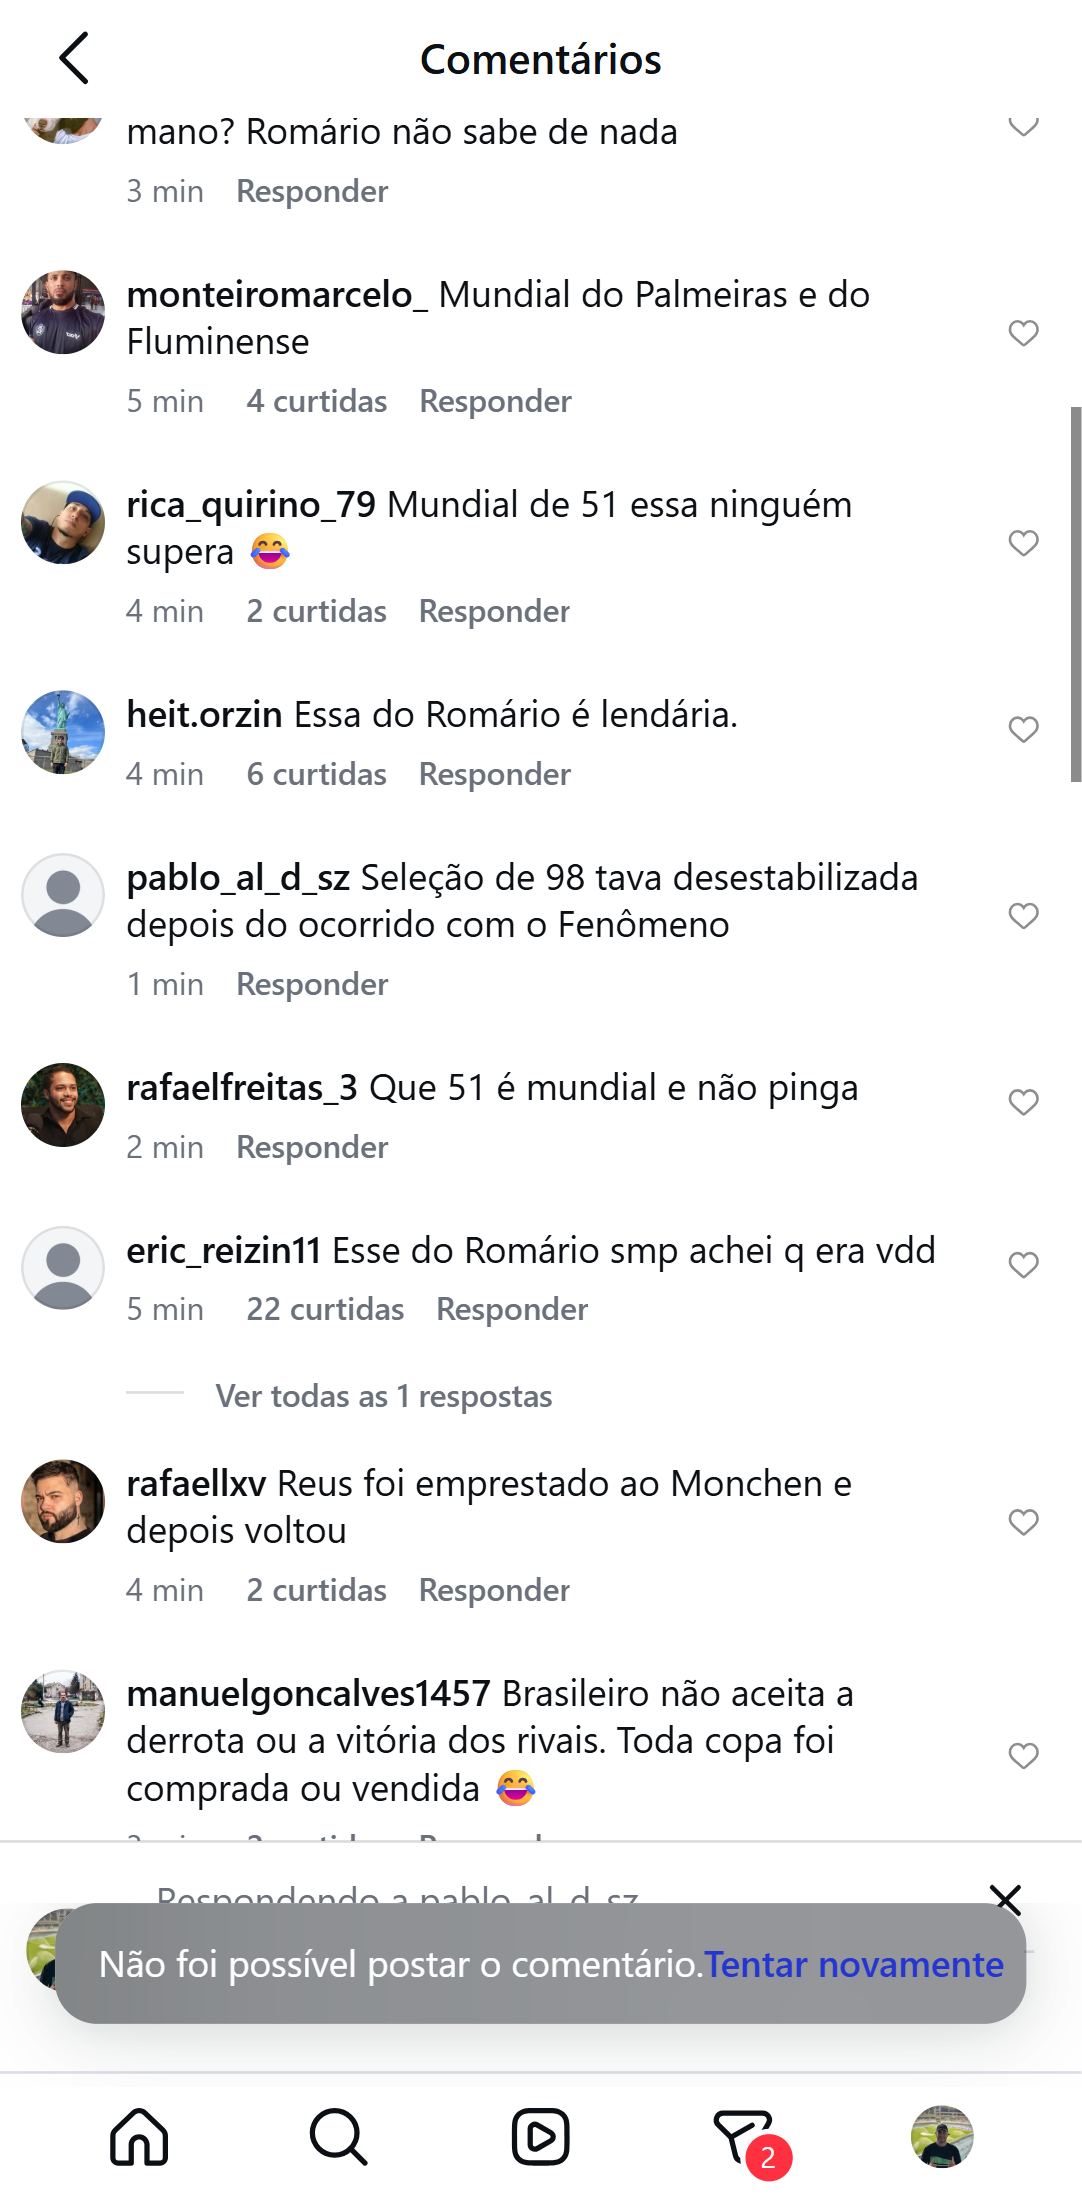 Comentários
mano? Romário não sabe de nada
3 min Responder
monteiromarcelo_ Mundial do Palmeiras e do
Fluminense
5 min 4 curtidas Responder
rica_quirino_79 Mundial de 51 essa ninguém
supera 😂
4 min 2 curtidas Responder
heit.orzin Essa do Romário é lendária.
4 min 6 curtidas Responder
pablo_al_d_sz Seleção de 98 tava desestabilizada
depois do ocorrido com o Fenômeno
1 min Responder
rafaelfreitas_3 Que 51 é mundial e não pinga
2 min Responder
eric_reizin11 Esse do Romário smp achei q era vdd
5 min 22 curtidas Responder
Ver todas as 1 respostas
rafaellxv Reus foi emprestado ao Monchen e
depois voltou
4 min 2 curtidas Responder
manuelgoncalves1457 Brasileiro não aceita a
derrota ou a vitória dos rivais. Toda copa foi
comprada ou vendida 😂
Respondendo a pablo_al_d_sz
Não foi possível postar o comentário.Tentar novamente
2